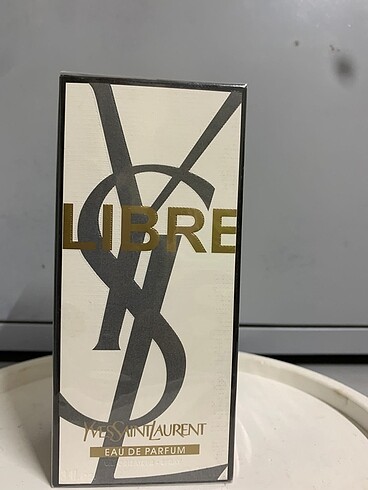 LIBRE
YVESSAINTLAURENT
EAU DE PARFUM